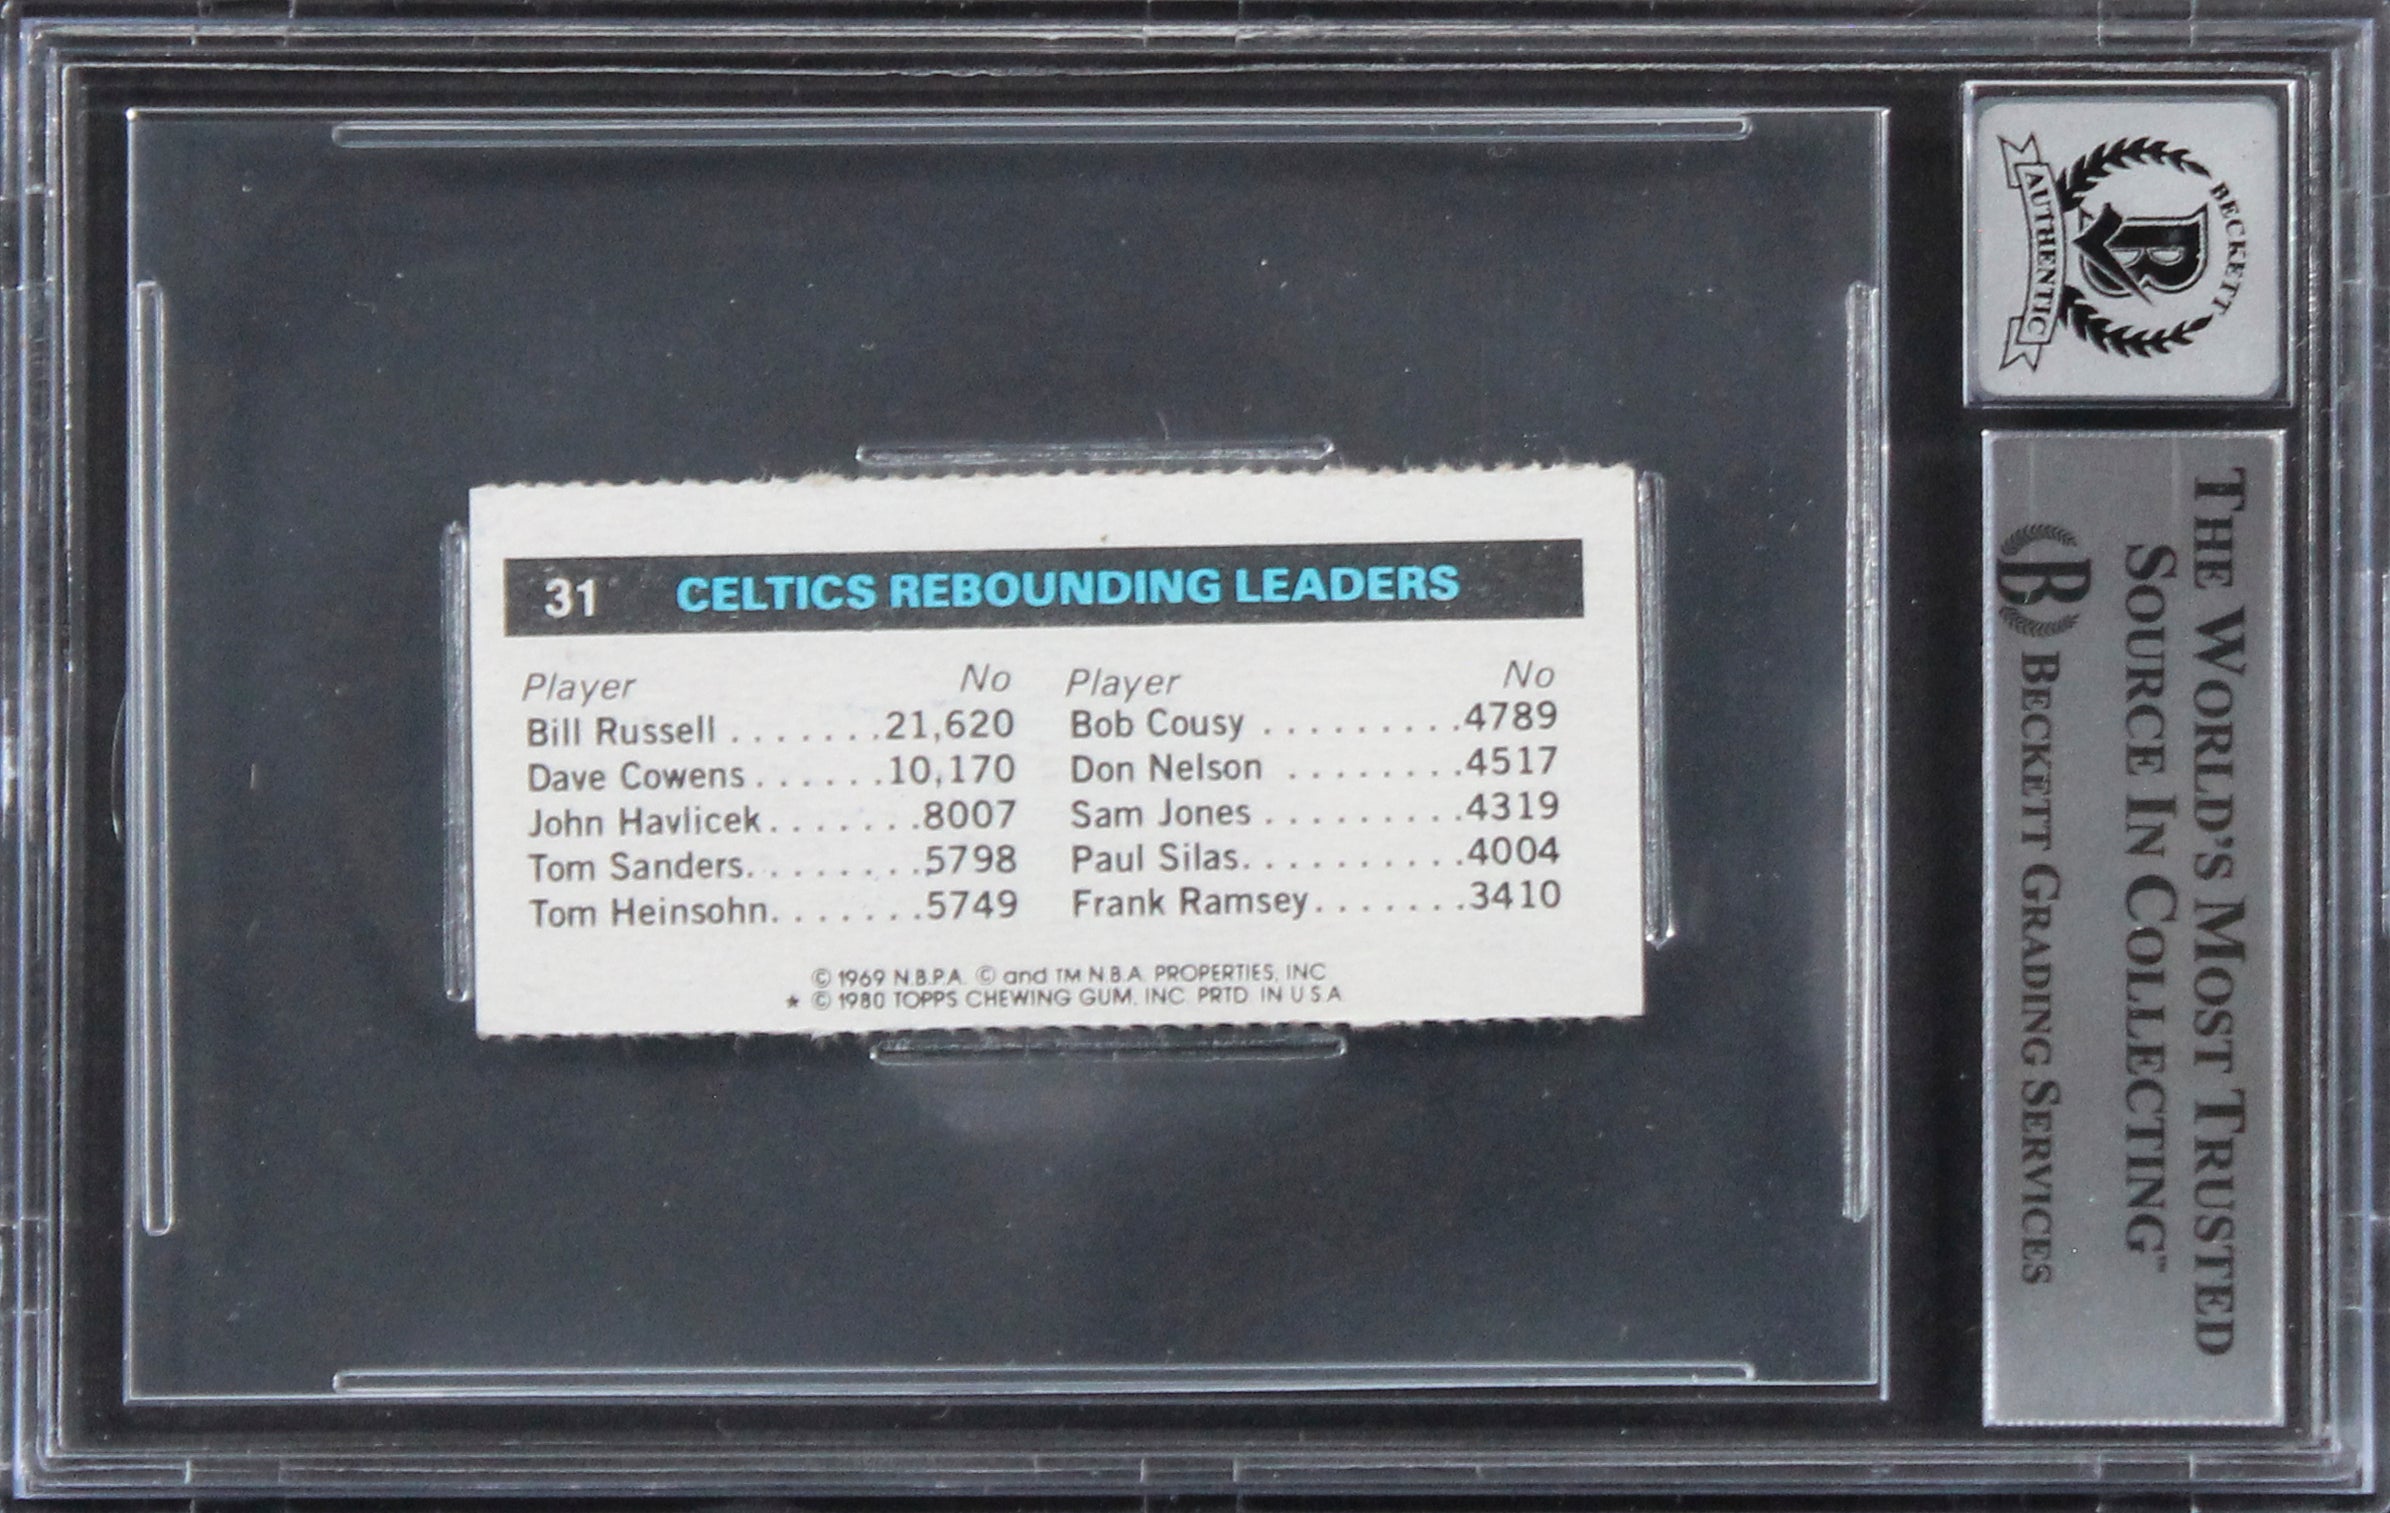 31 CELTICS REBOUNDING LEADERS
Player No Player No
Bill Russell . . . . . . .21,620 Bob Cousy . . . . . . . . .4789
Dave Cowens . . . . . .10,170 Don Nelson . . . . . . . .4517
John Havlicek. . . . . . .8007 Sam Jones . . . . . . . . .4319
Tom Sanders. . . . . . . .5798 Paul Silas. . . . . . . . . .4004
Tom Heinsohn. . . . . . .5749 Frank Ramsey. . . . . . .3410
© 1969 N.B.P.A. © and TM N.B.A. PROPERTIES, INC.
* © 1980 TOPPS CHEWING GUM, INC. PRTD. IN U.S.A.
BECKETT
B
AUTHENTIC
THE WORLD'S MOST TRUSTED
SOURCE IN COLLECTING™
B BECKETT GRADING SERVICES